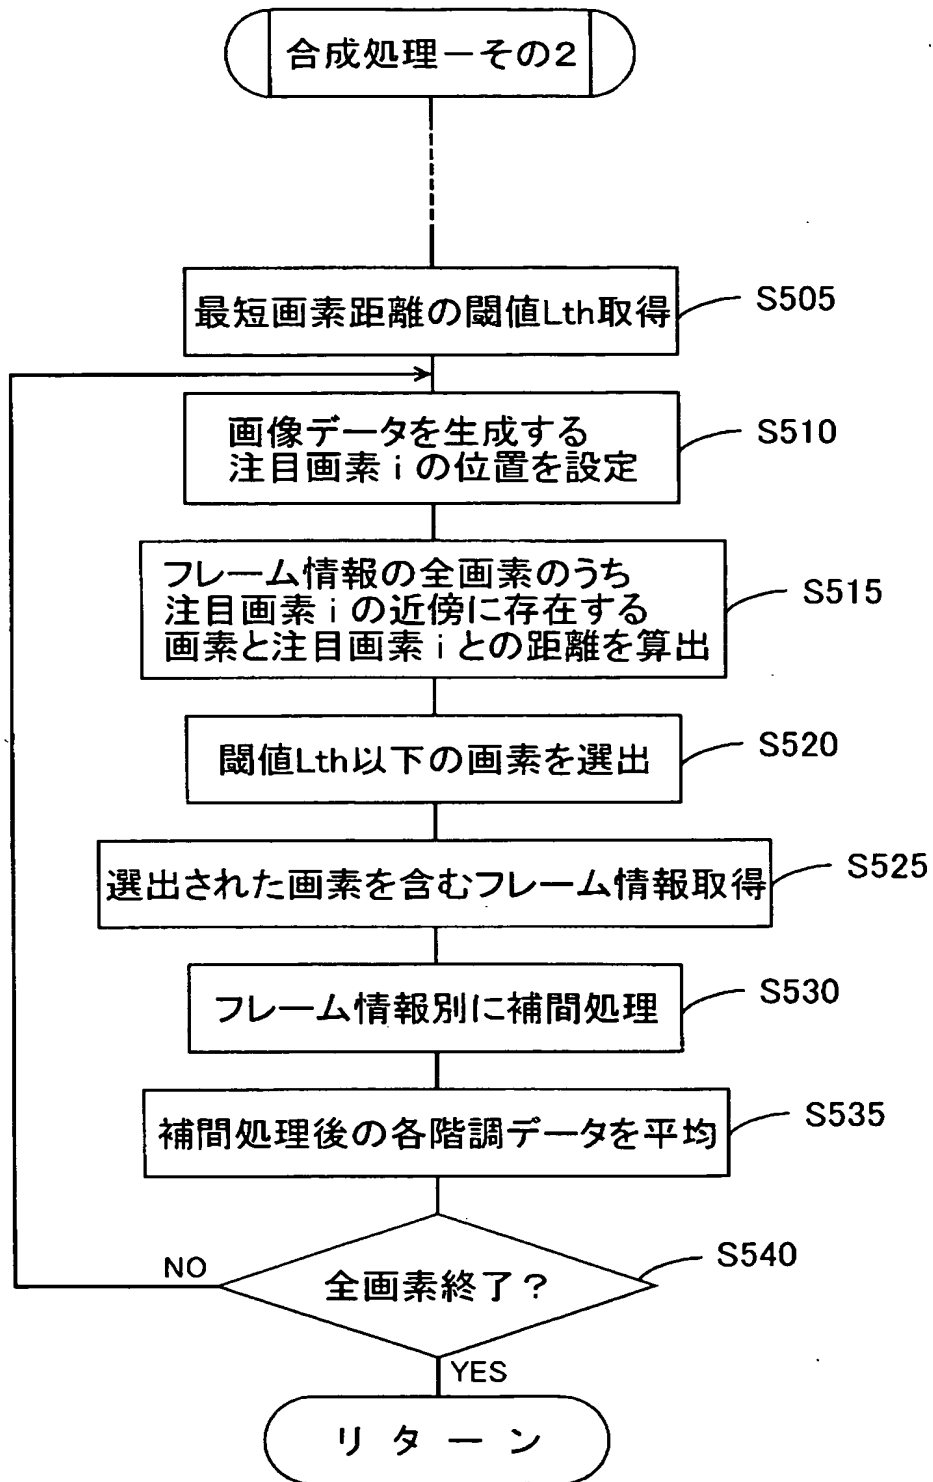 合成処理－その2
最短画素距離の閾値Lth取得
S505
画像データを生成する
注目画素iの位置を設定
S510
フレーム情報の全画素のうち
注目画素iの近傍に存在する
画素と注目画素iとの距離を算出
S515
閾値Lth以下の画素を選出
S520
選出された画素を含むフレーム情報取得
S525
フレーム情報別に補間処理
S530
補間処理後の各階調データを平均
S535
全画素終了？
S540
NO
YES
リターン